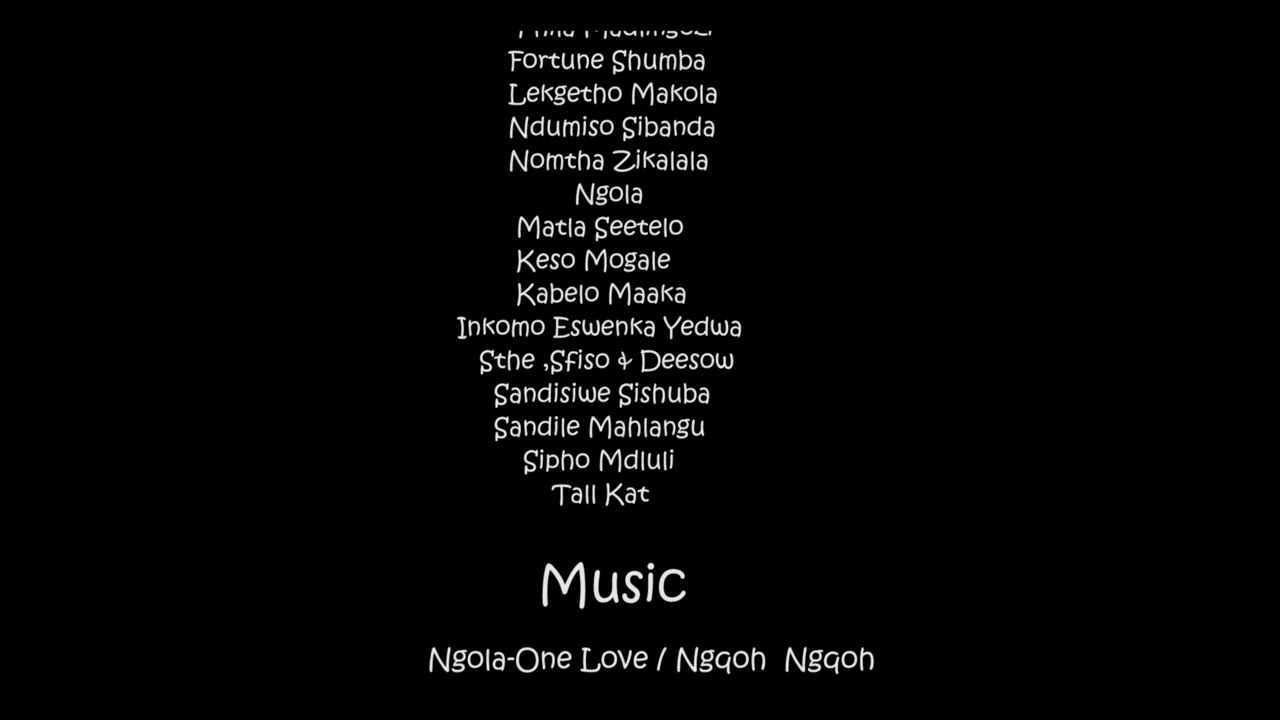 Fortune Shumba
Lekgetho Makola
Ndumiso Sibanda
Nomtha Zikalala
Ngola
Matla Seetelo
Keso Mogale
Kabelo Maaka
Inkomo Eswenka Yedwa
Sthe ,Sfiso & Deesow
Sandisiwe Sishuba
Sandile Mahlangu
Sipho Mdluli
Tall Kat
Music
Ngola-One Love / Ngqoh Ngqoh